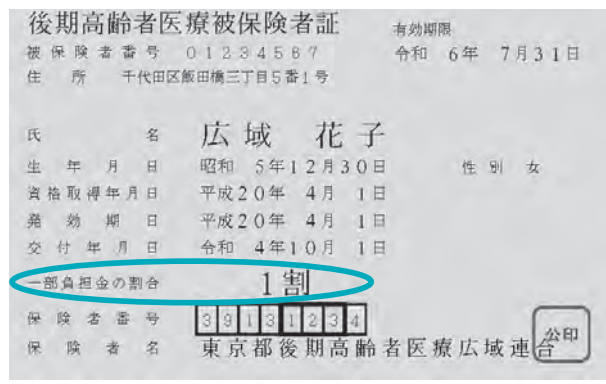 後期高齢者医療被保険者証
有効期限
被保険者番号 01234567
令和 6年 7月31日
住所 千代田区飯田橋三丁目5番1号
氏名 広域 花子
生年月日 昭和 5年12月30日 性別 女
資格取得年月日 平成20年 4月 1日
発効期日 平成20年 4月 1日
交付年月日 令和 4年10月 1日
一部負担金の割合 1割
保険者番号 39131234
保険者名 東京都後期高齢者医療広域連合
公印